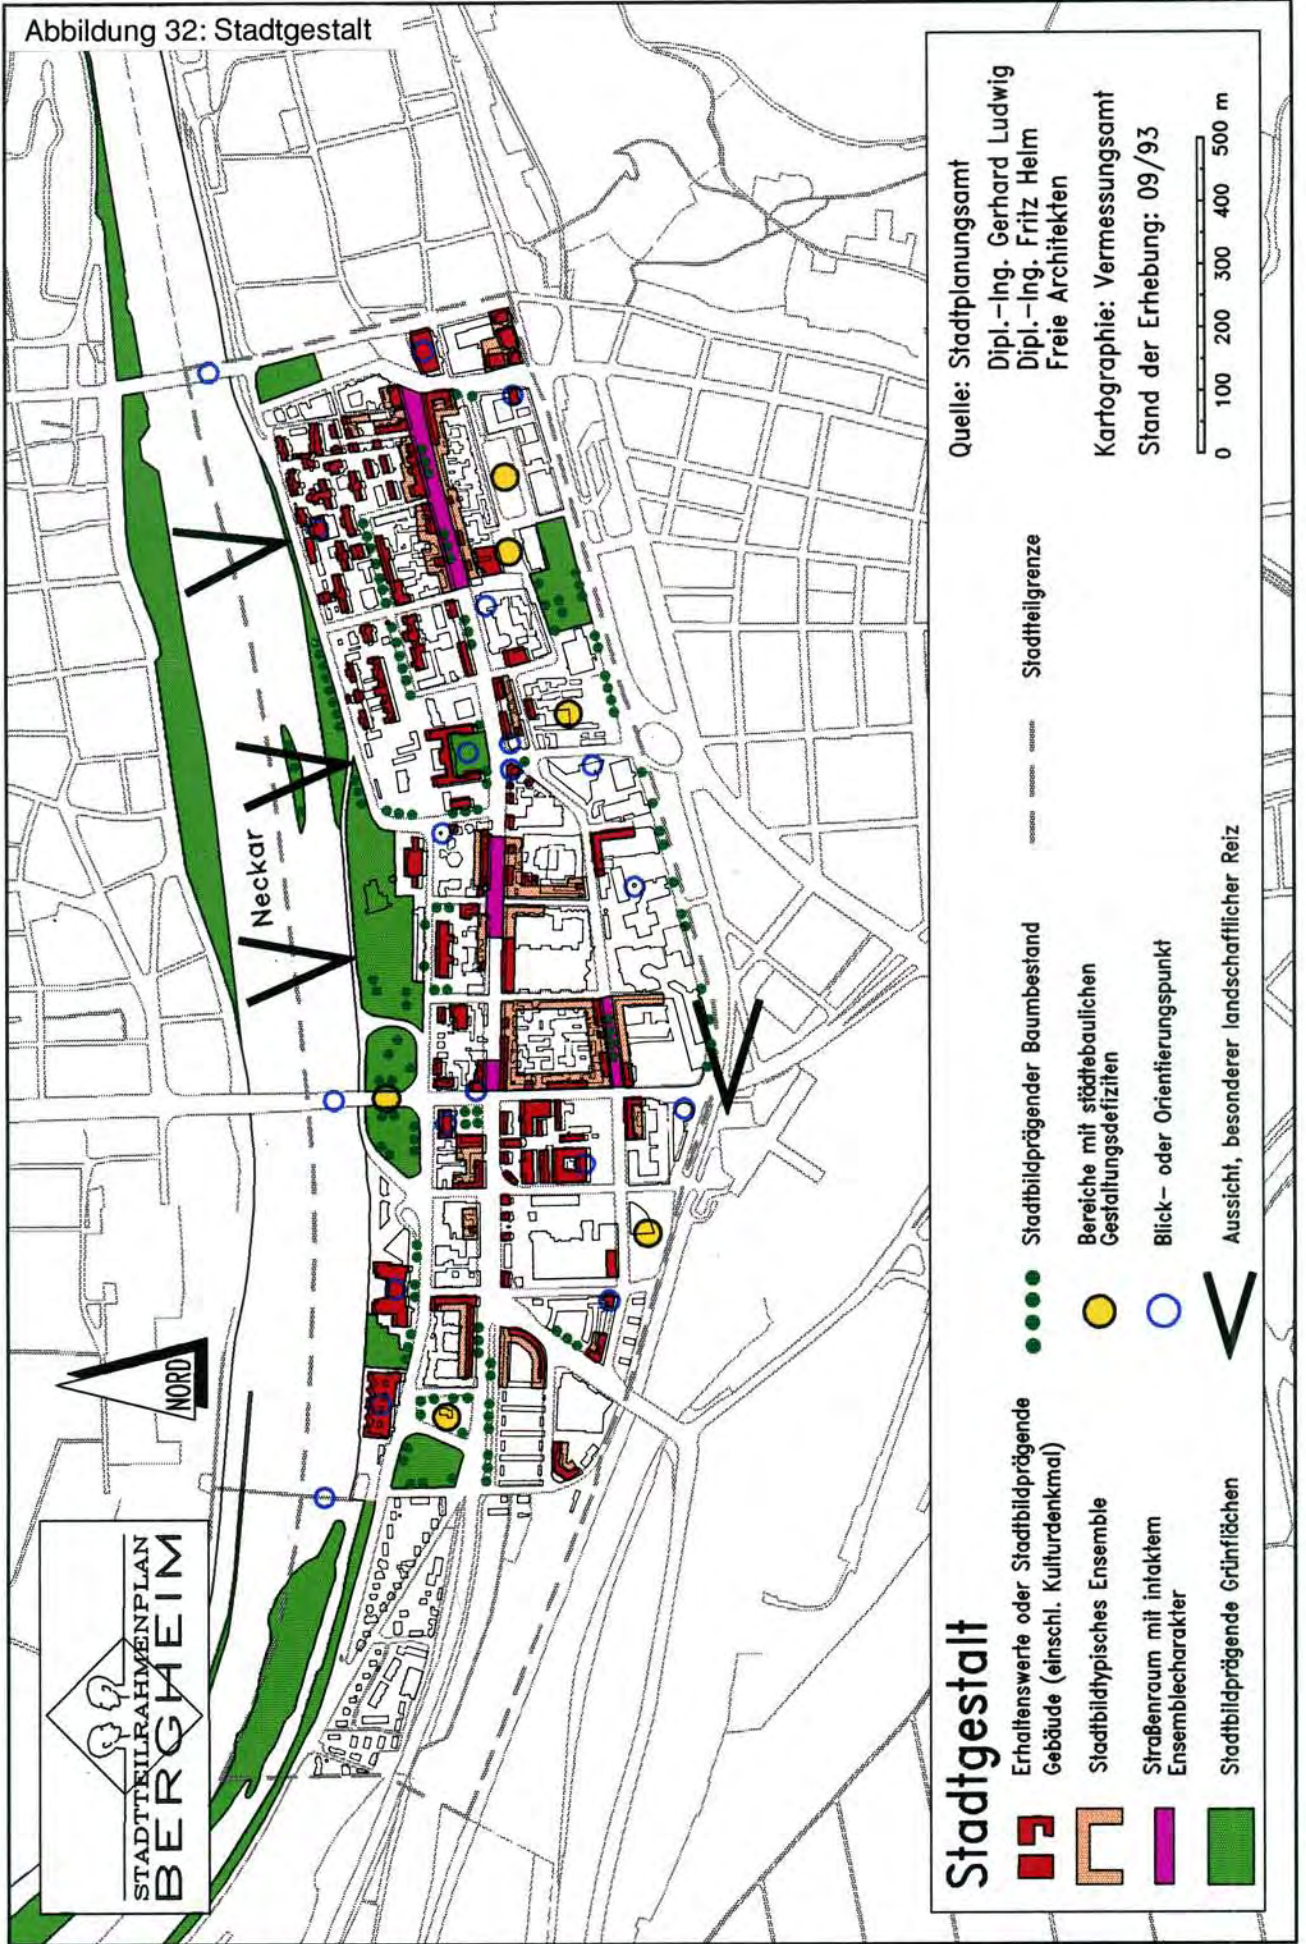 Abbildung 32: Stadtgestalt
STADTTEILRAHMENPLAN
BERGHEIM
NORD
Neckar
Stadtgestalt
Erhaltenswerte oder Stadtbildprägende
Gebäude (einschl. Kulturdenkmal)
Stadtbildtypisches Ensemble
Straßenraum mit intaktem
Ensemblecharakter
Stadtbildprägende Grünflächen
Stadtbildprägender Baumbestand
Bereiche mit städtebaulichen
Gestaltungsdefiziten
Blick- oder Orientierungspunkt
Aussicht, besonderer landschaftlicher Reiz
Stadtteilgrenze
Quelle: Stadtplanungsamt
Dipl.-Ing. Gerhard Ludwig
Dipl.-Ing. Fritz Helm
Freie Architekten
Kartographie: Vermessungsamt
Stand der Erhebung: 09/93
0 100 200 300 400 500 m